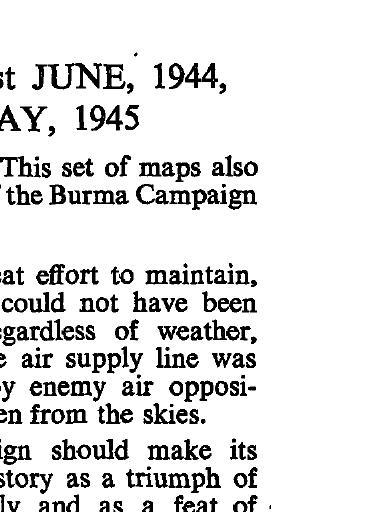 st JUNE, 1944,
AY, 1945
This set of maps also
the Burma Campaign
eat effort to maintain,
could not have been
egardless of weather,
e air supply line was
by enemy air opposi-
en from the skies.
ign should make its
story as a triumph of
ly and as a feat of